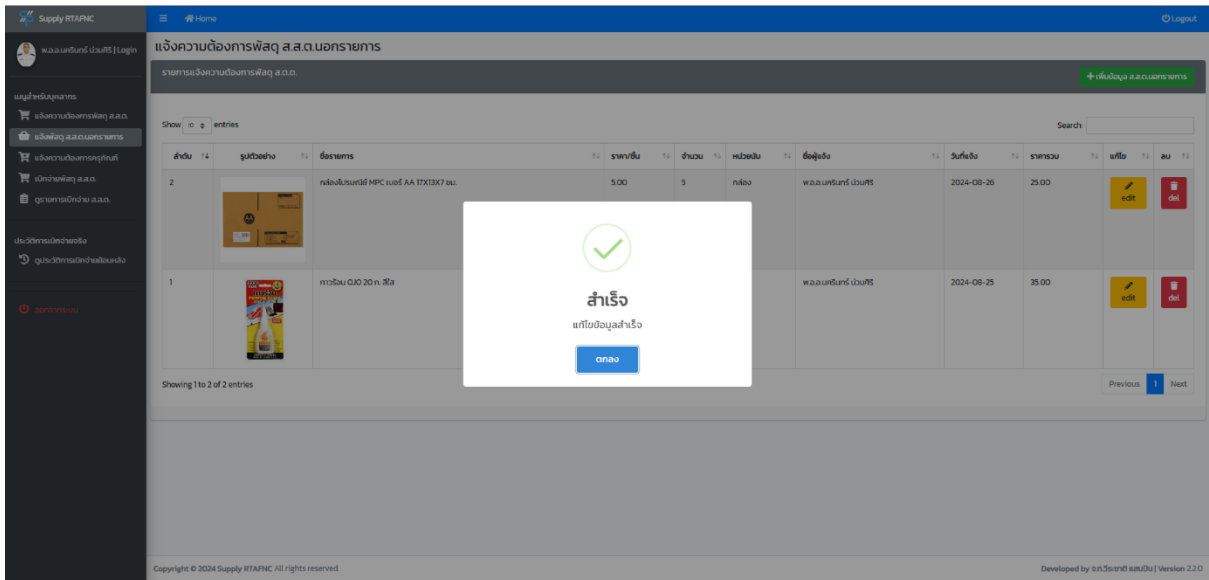 Supply RTAFNC
Home
Logout
พ.อ.อ.นครินทร์ น่วมศิริ | Login
แจ้งความต้องการพัสดุ ส.ส.ต.นอกรายการ
รายการแจ้งความต้องการพัสดุ ส.ต.ต.
เพิ่มข้อมูล ส.ส.ต.นอกรายการ
เมนูสำหรับบุคลากร
แจ้งความต้องการพัสดุ ส.ส.ต.
แจ้งพัสดุ ส.ส.ต.นอกรายการ
แจ้งความต้องการครุภัณฑ์
เบิกจ่ายพัสดุ ส.ส.ต.
ดูรายการเบิกจ่าย ส.ส.ต.
ประวัติการเบิกจ่ายจริง
ดูประวัติการเบิกจ่ายย้อนหลัง
ออกจากระบบ
Show 10 entries
Search
ลำดับ รูปตัวอย่าง ชื่อรายการ ราคา/ชิ้น จำนวน หน่วยนับ ชื่อผู้แจ้ง วันที่แจ้ง ราคารวม แก้ไข ลบ
2 กล่องไปรษณีย์ MPC เบอร์ AA 17X13X7 ซม. 5.00 5 กล่อง พ.อ.อ.นครินทร์ น่วมศิริ 2024-08-26 25.00 edit del
1 กาวร้อน OJO 20 ก. สีใส พ.อ.อ.นครินทร์ น่วมศิริ 2024-08-25 35.00 edit del
สำเร็จ
แก้ไขข้อมูลสำเร็จ
ตกลง
Showing 1 to 2 of 2 entries
Previous 1 Next
Copyright © 2024 Supply RTAFNC All rights reserved.
Developed by จ.ท.วีระชาติ แสนปิน | Version 2.2.0